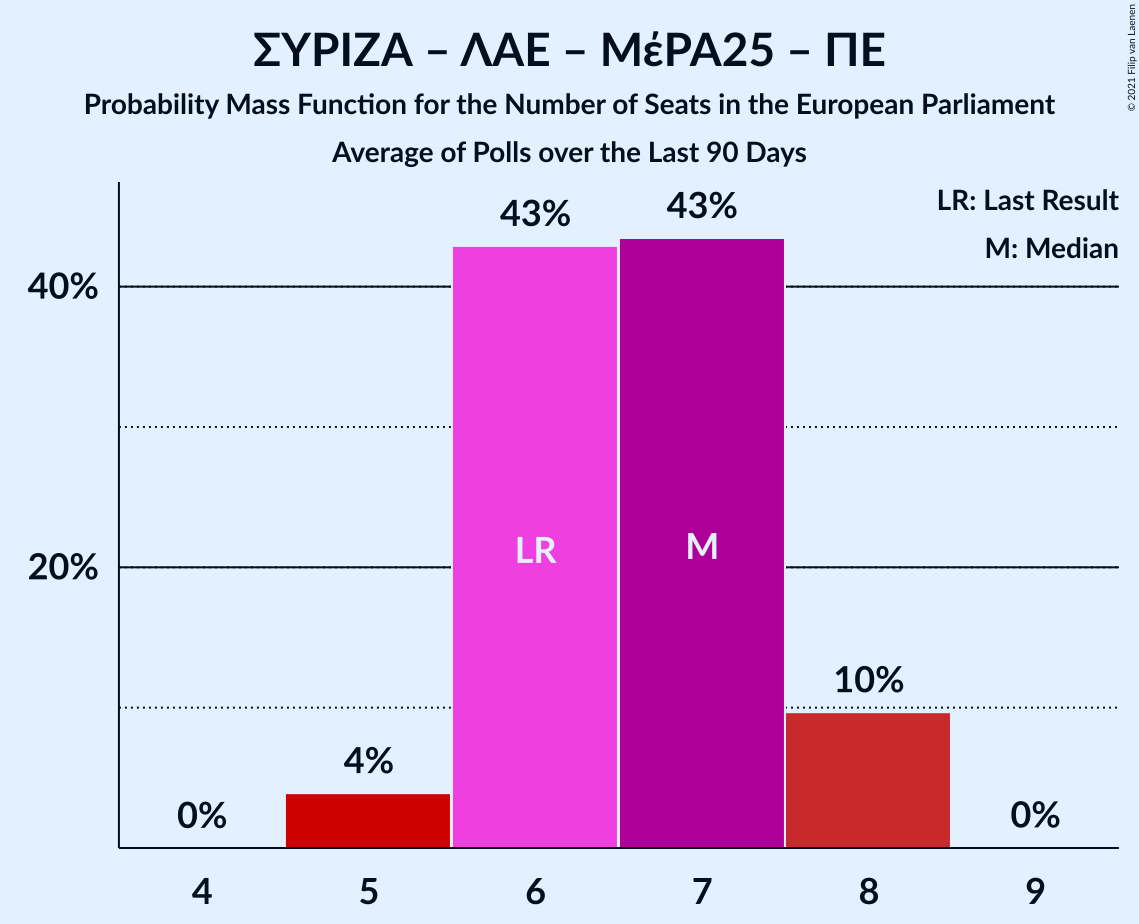 ΣΥΡΙΖΑ – ΛΑΕ – ΜέΡΑ25 – ΠΕ
Probability Mass Function for the Number of Seats in the European Parliament
Average of Polls over the Last 90 Days
© 2021 Filip van Laenen
LR: Last Result
M: Median
43%
43%
40%
LR
M
20%
10%
4%
0%
0%
4
5
6
7
8
9